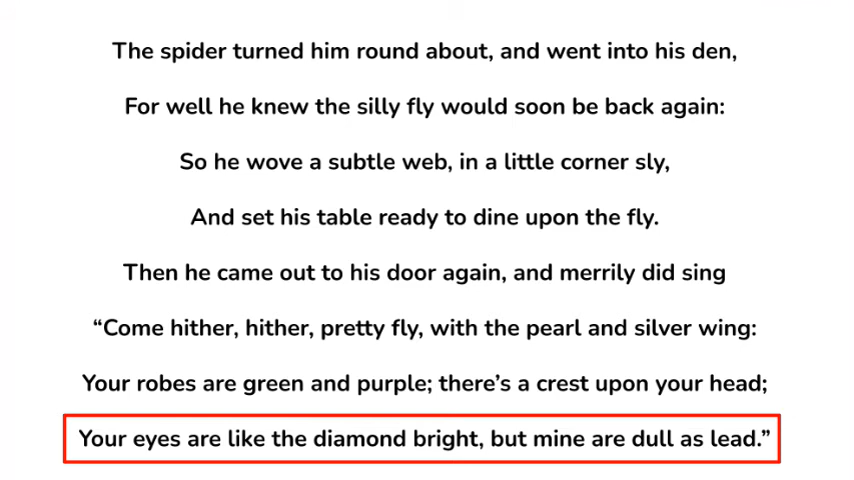 The spider turned him round about, and went into his den,
For well he knew the silly fly would soon be back again:
So he wove a subtle web, in a little corner sly,
And set his table ready to dine upon the fly.
Then he came out to his door again, and merrily did sing
“Come hither, hither, pretty fly, with the pearl and silver wing:
Your robes are green and purple; there’s a crest upon your head;
Your eyes are like the diamond bright, but mine are dull as lead.”